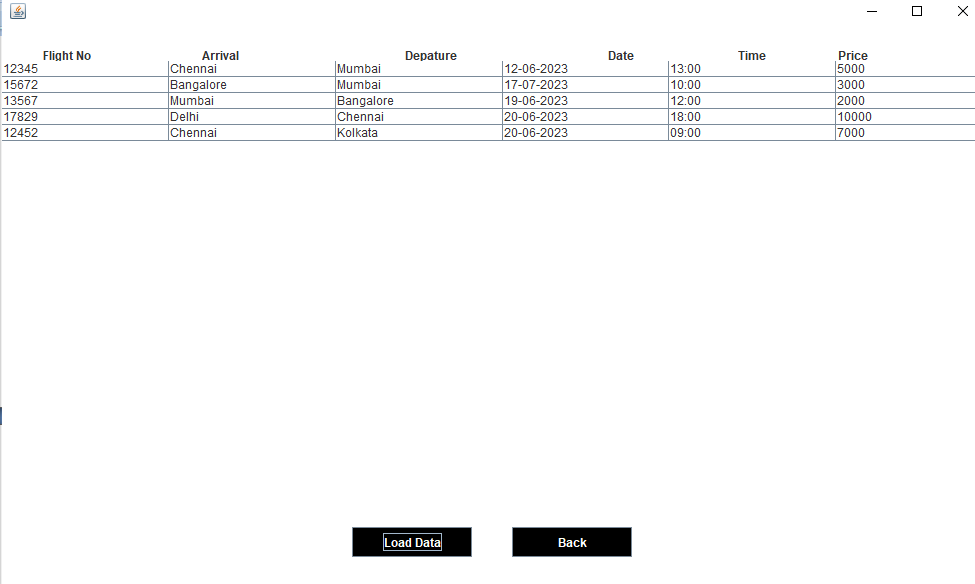 Flight No Arrival Depature Date Time Price
12345 Chennai Mumbai 12-06-2023 13:00 5000
15672 Bangalore Mumbai 17-07-2023 10:00 3000
13567 Mumbai Bangalore 19-06-2023 12:00 2000
17829 Delhi Chennai 20-06-2023 18:00 10000
12452 Chennai Kolkata 20-06-2023 09:00 7000
Load Data Back